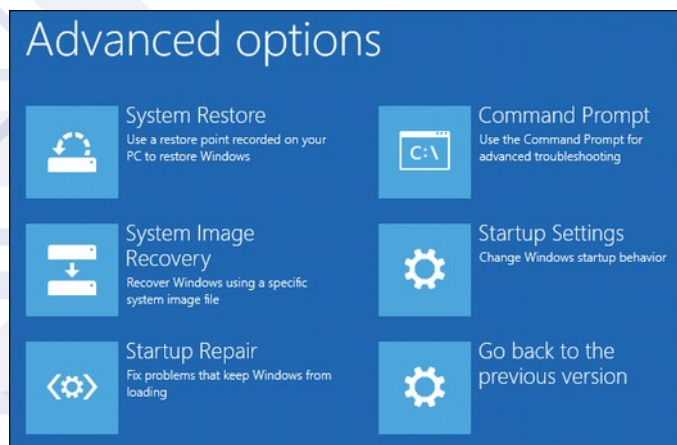 Advanced options
System Restore
Use a restore point recorded on your
PC to restore Windows
System Image
Recovery
Recover Windows using a specific
system image file
Startup Repair
Fix problems that keep Windows from
loading
C:\
Command Prompt
Use the Command Prompt for
advanced troubleshooting
Startup Settings
Change Windows startup behavior
Go back to the
previous version